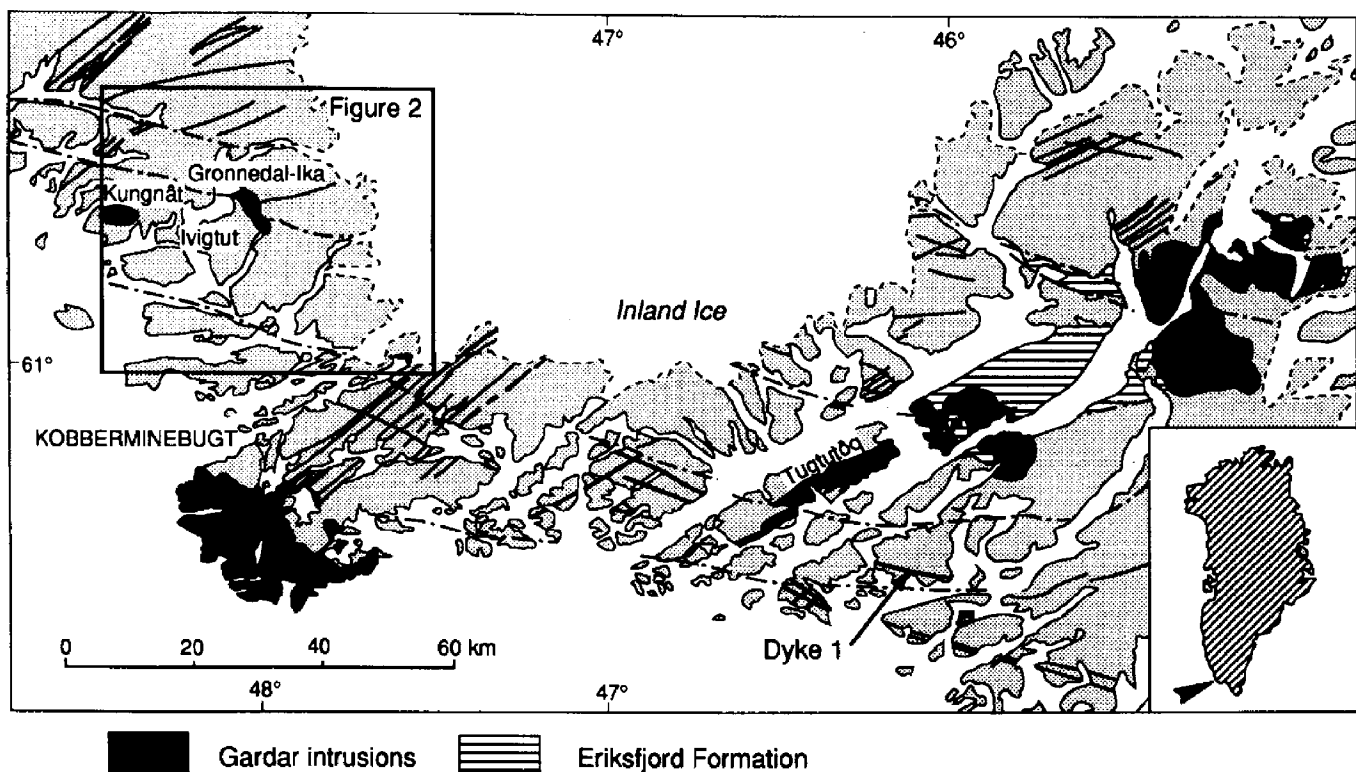 47°
46°
Figure 2
Gronnedal-Ika
Kungnât
Ivigtut
Inland Ice
61°
KOBBERMINEBUGT
Tugtutôq
Dyke 1
0 20 40 60 km
48°
47°
Gardar intrusions
Eriksfjord Formation